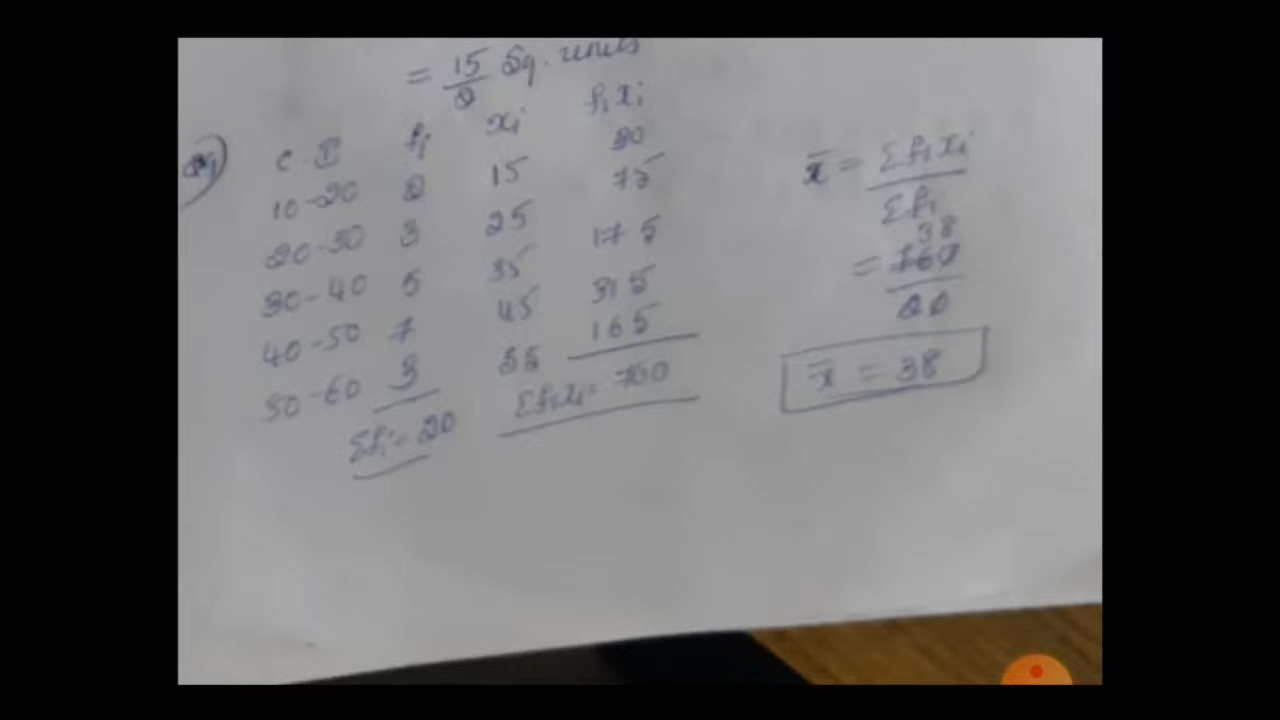 = 15/2 Sq. units
C.I fi xi fixi
10-20 2 15 30
20-30 3 25 75
30-40 5 35 175
40-50 7 45 315
50-60 3 55 165
Σfi = 20 Σfixi = 760
x̄ = Σfixi/Σfi
38
= 760/20
x̄ = 38